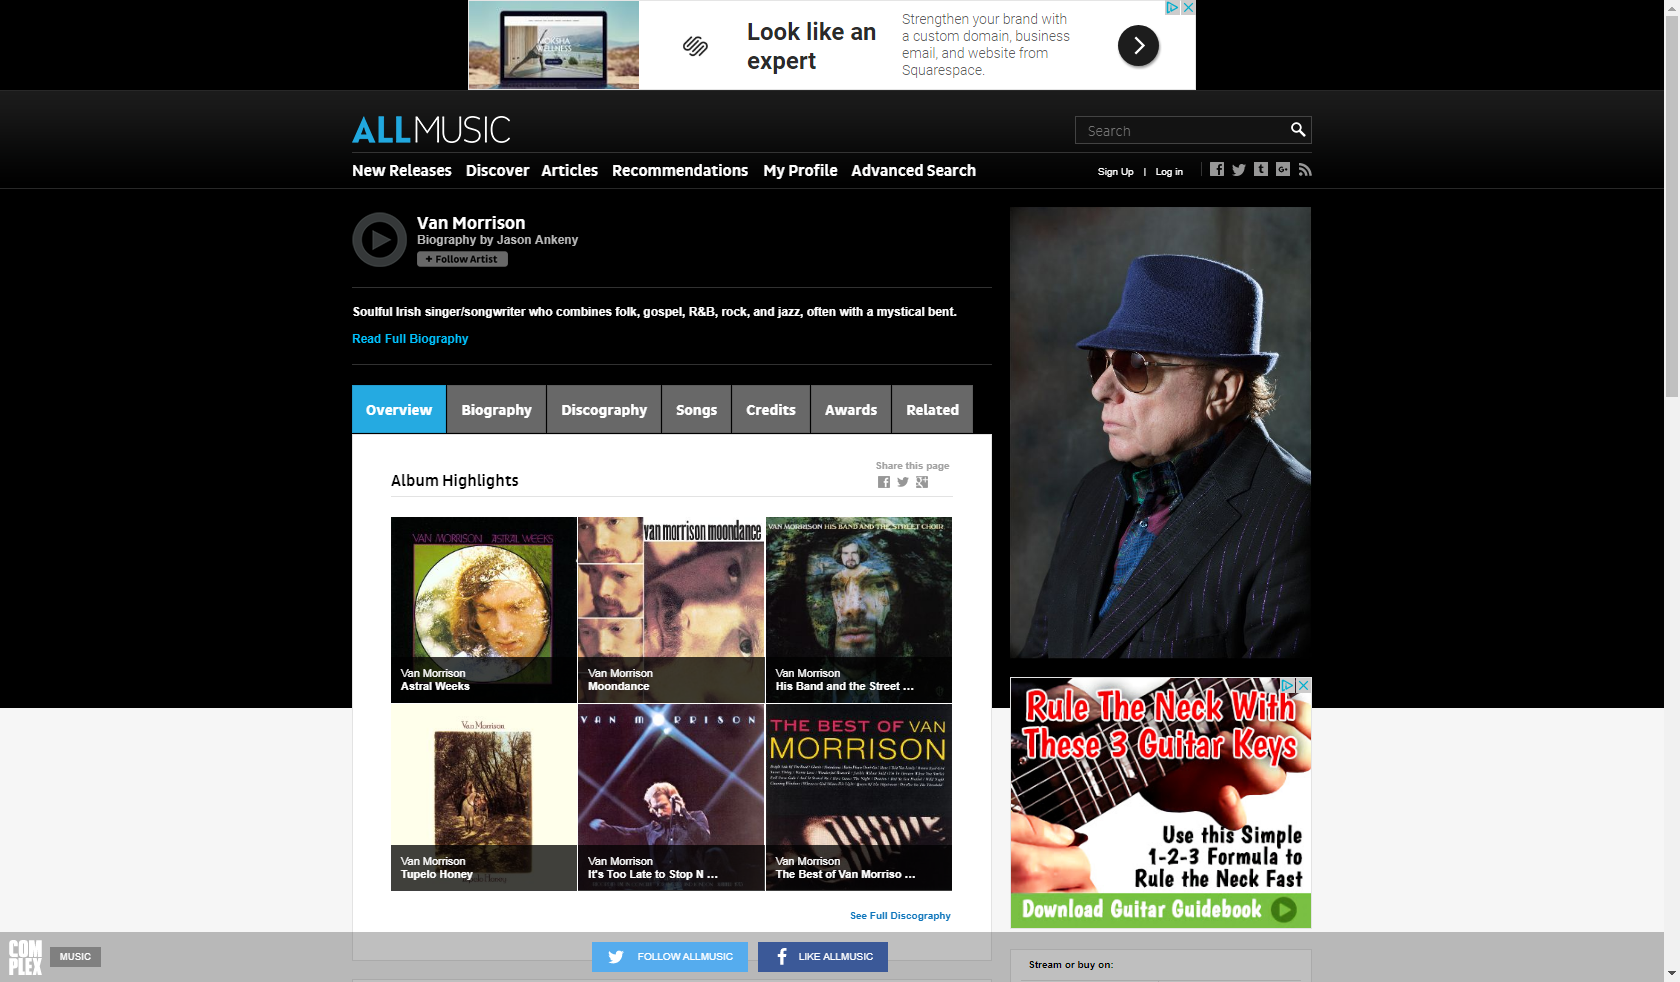 MOKSHA
WELLNESS
Look like an
expert
Strengthen your brand with
a custom domain, business
email, and website from
Squarespace.
ALLMUSIC
Search
New Releases Discover Articles Recommendations My Profile Advanced Search
Sign Up | Log in
Van Morrison
Biography by Jason Ankeny
+ Follow Artist
Soulful Irish singer/songwriter who combines folk, gospel, R&B, rock, and jazz, often with a mystical bent.
Read Full Biography
Overview Biography Discography Songs Credits Awards Related
Album Highlights
Share this page
VAN MORRISON ASTRAL WEEKS
van morrison moondance
VAN MORRISON HIS BAND AND THE STREET CHOIR
Van Morrison
Astral Weeks
Van Morrison
Moondance
Van Morrison
His Band and the Street ...
Van Morrison
VAN MORRISON
THE BEST OF VAN
MORRISON
Van Morrison
Tupelo Honey
Van Morrison
It's Too Late to Stop N ...
Van Morrison
The Best of Van Morriso ...
See Full Discography
Rule The Neck With
These 3 Guitar Keys
Use this Simple
1-2-3 Formula to
Rule the Neck Fast
Download Guitar Guidebook
COM
PLEX
MUSIC
FOLLOW ALLMUSIC
LIKE ALLMUSIC
Stream or buy on: